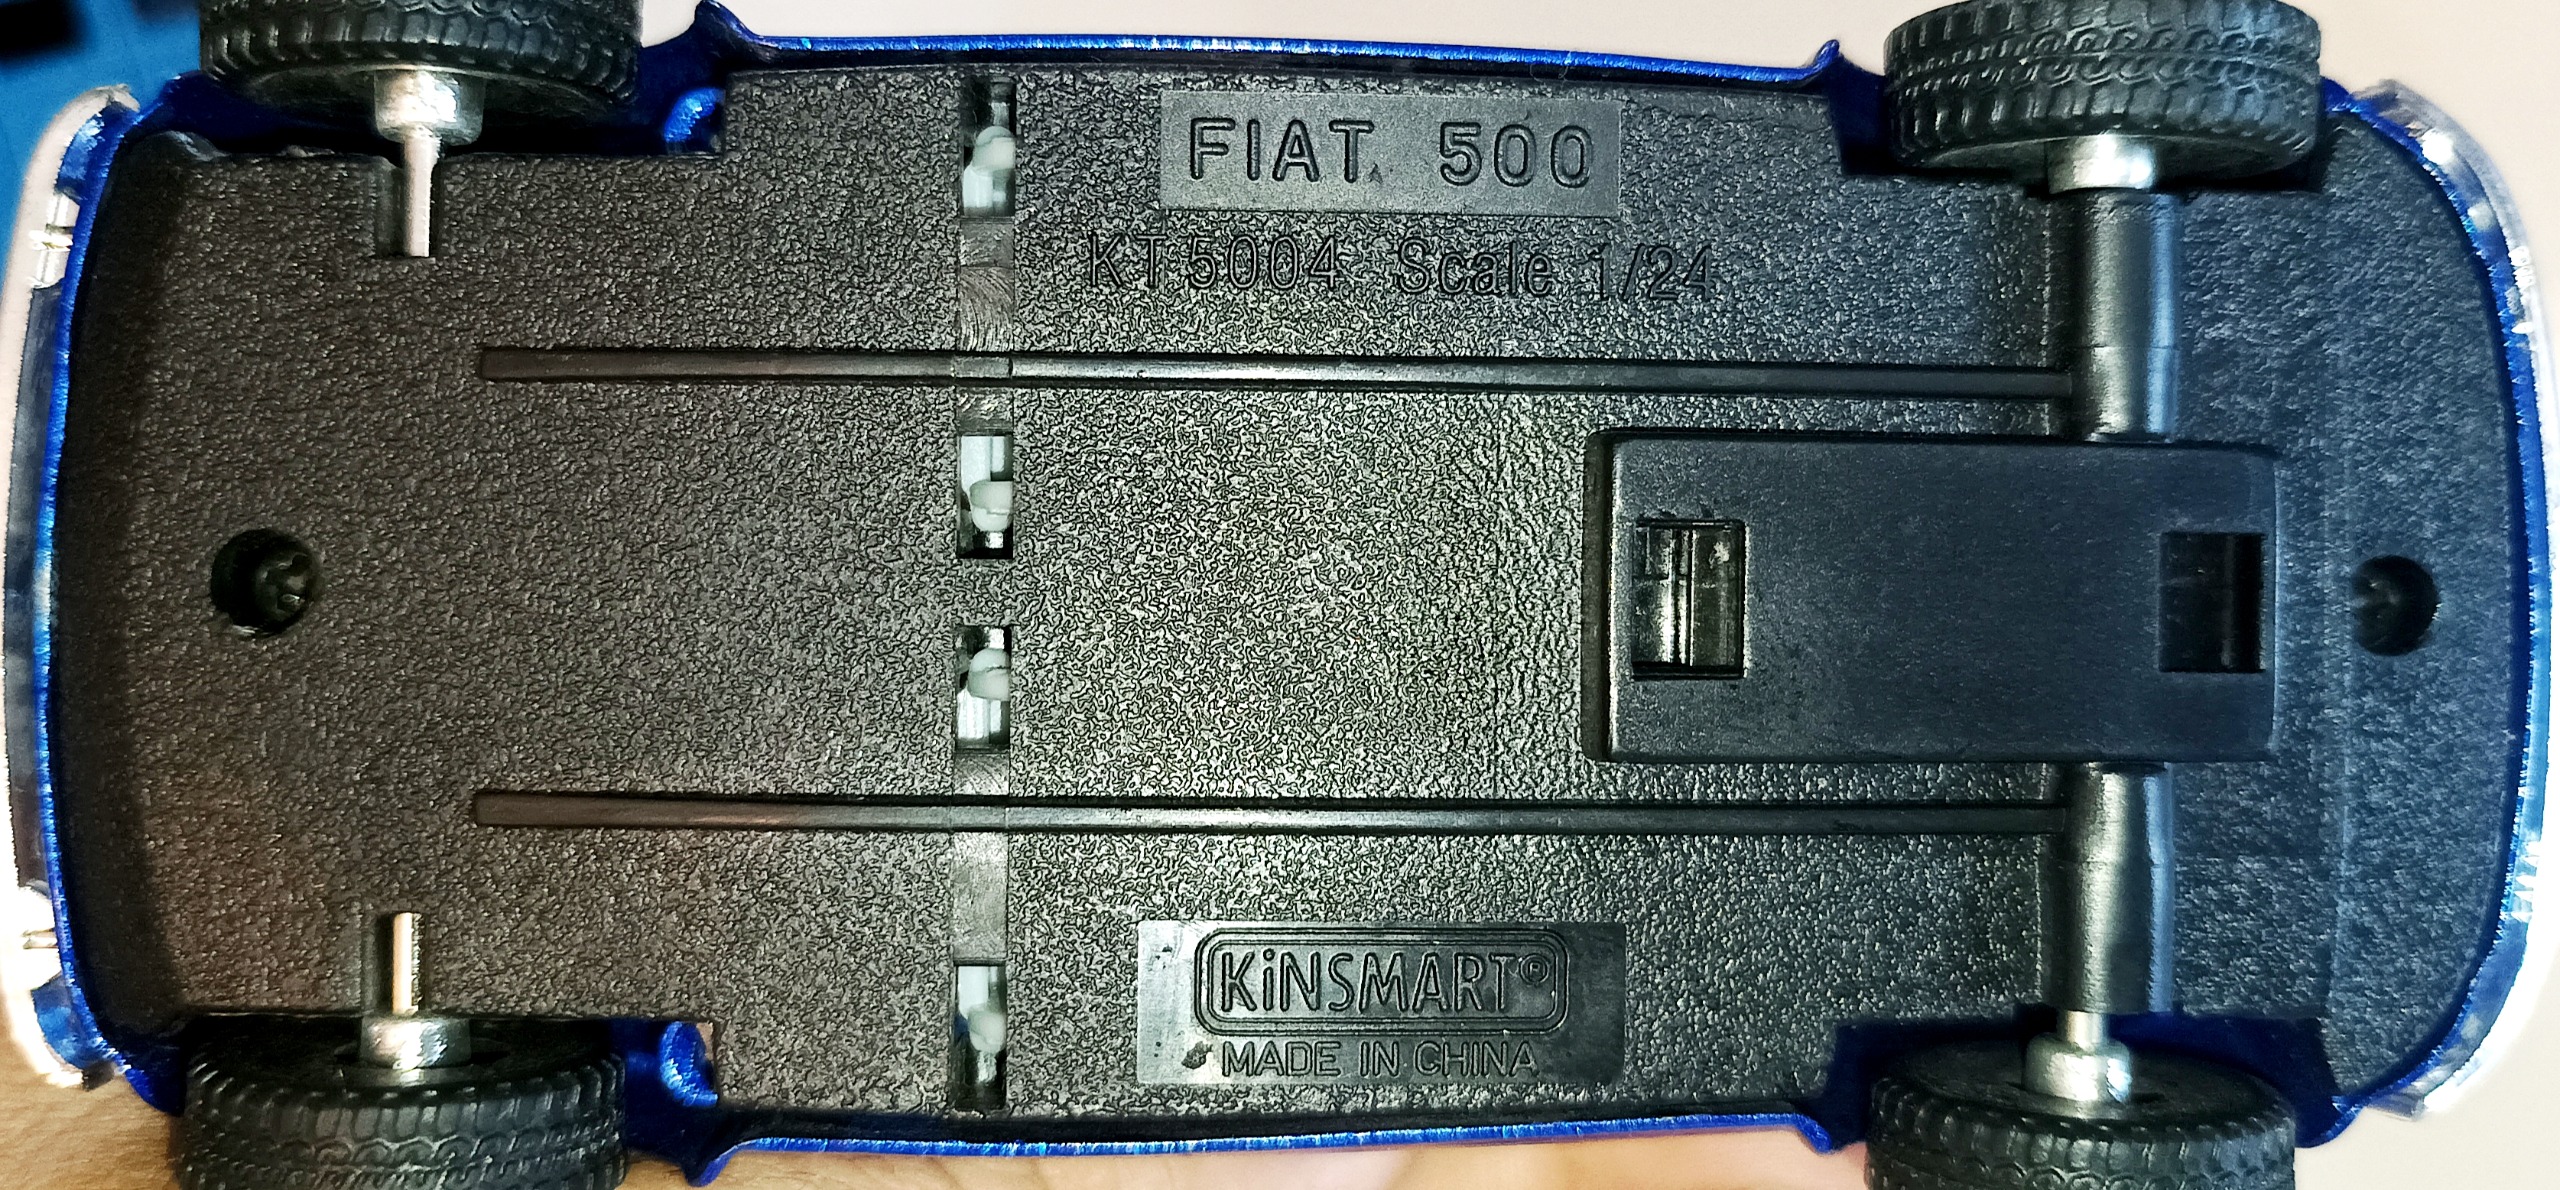 FIAT 500
KT5004 Scale 1/24
KiNSMART®
MADE IN CHINA